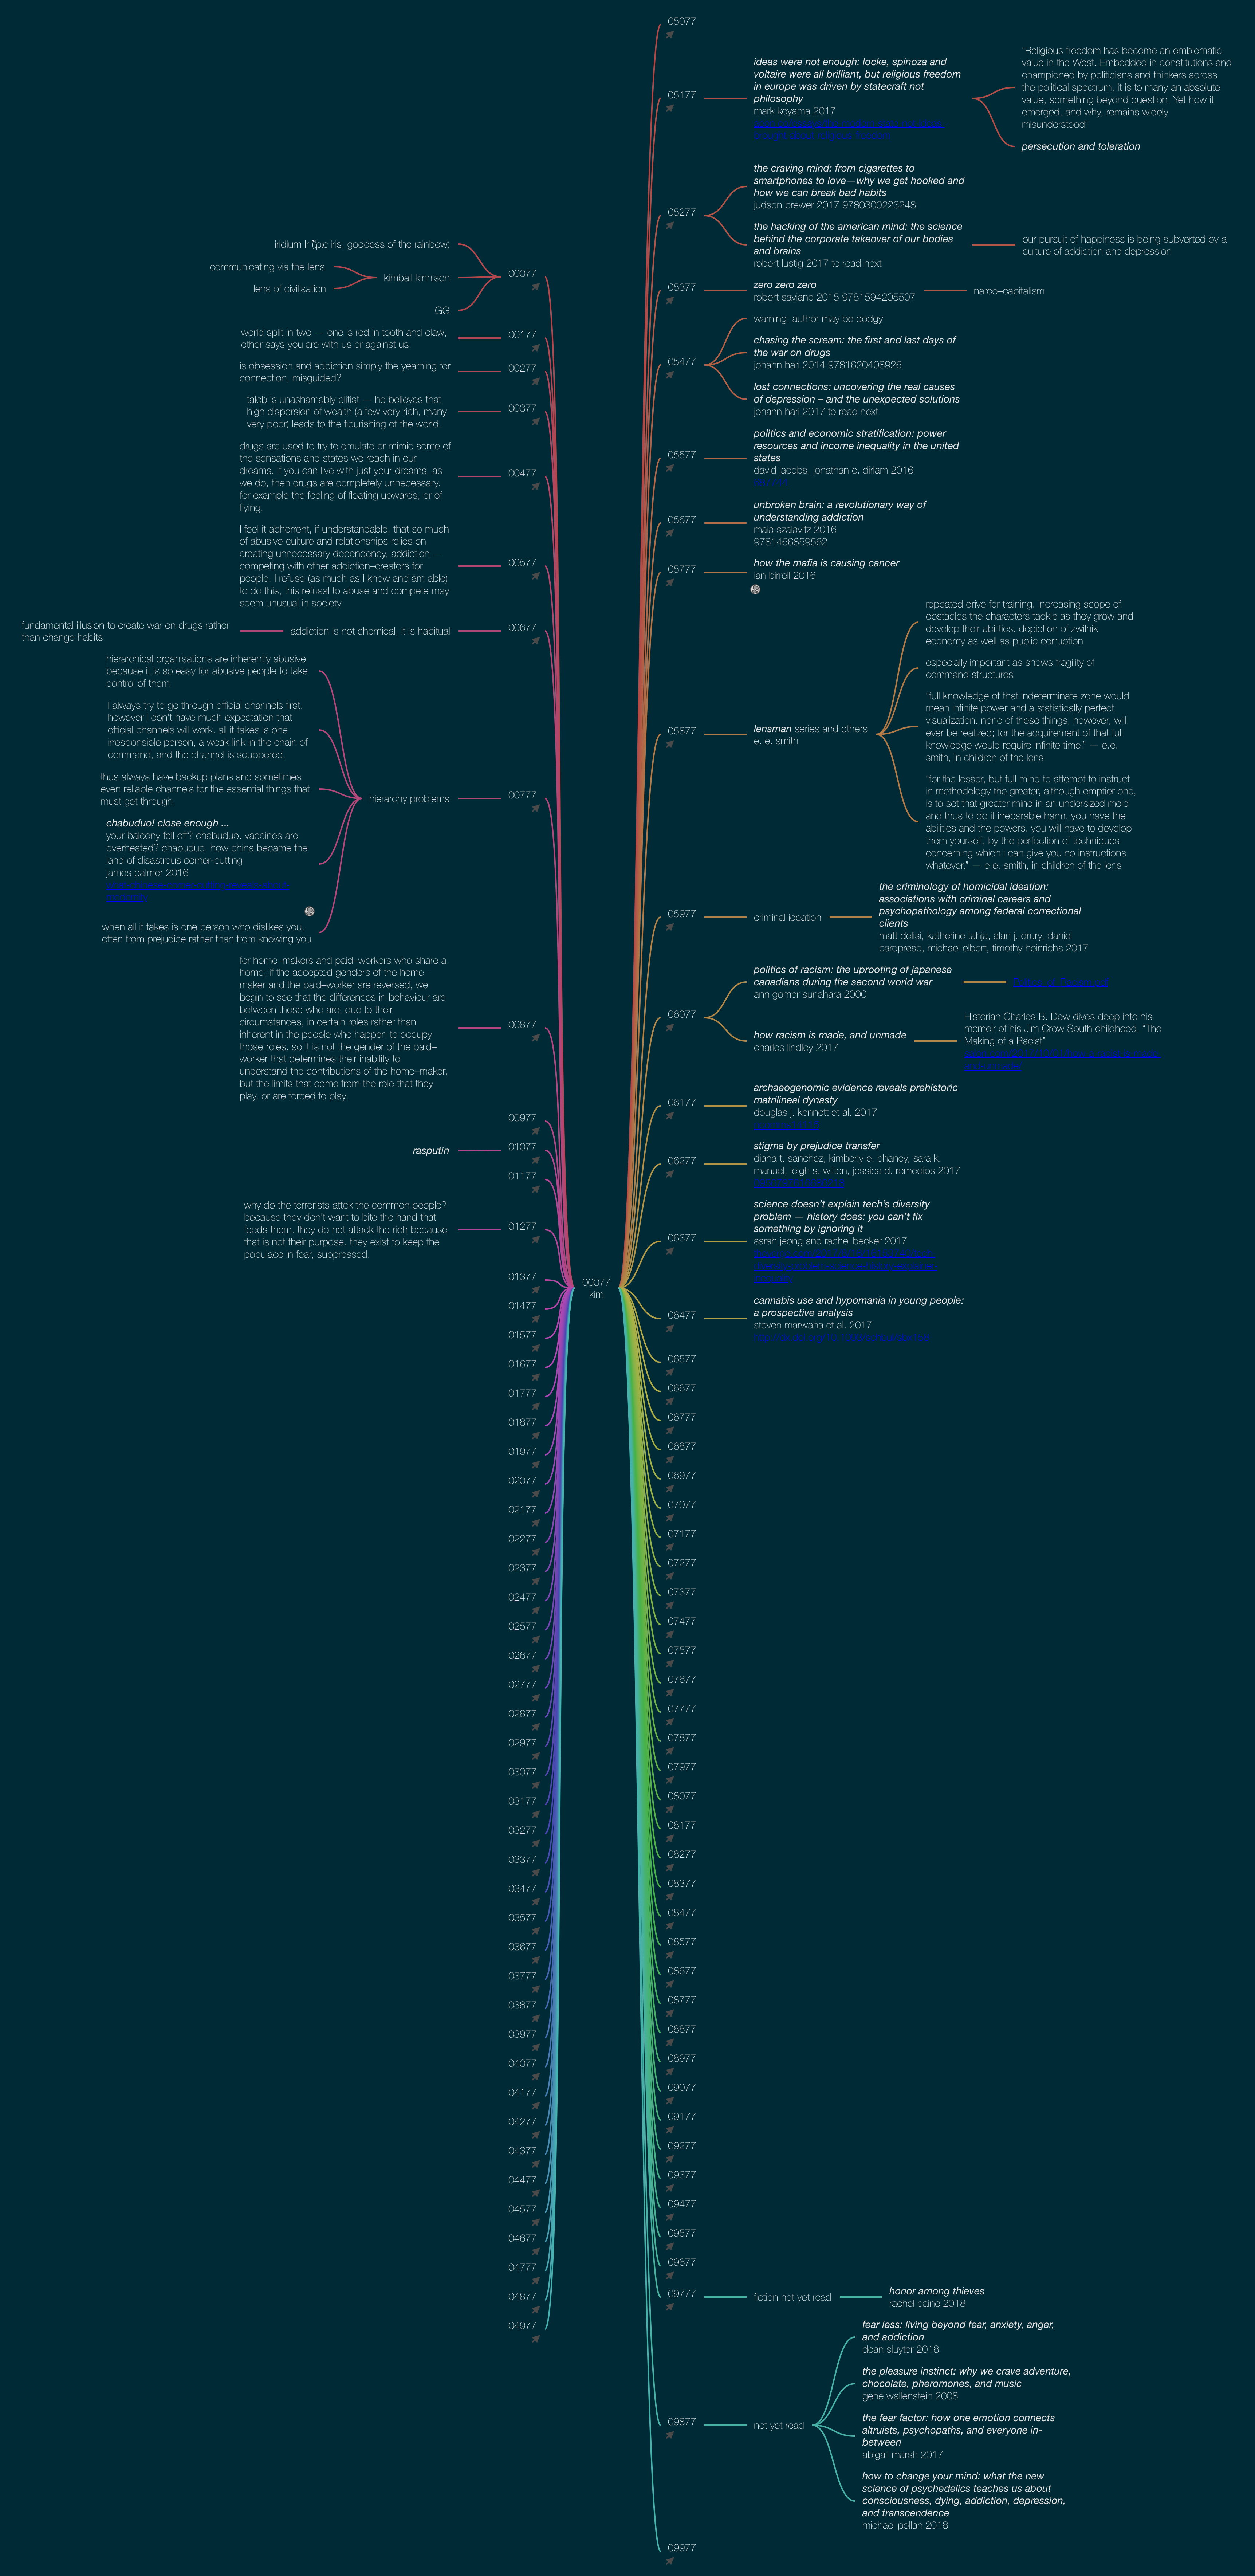 00077
kim
iridium Ir Ἶρις iris, goddess of the rainbow)
communicating via the lens
lens of civilisation
kimball kinnison
GG
00077
world split in two — one is red in tooth and claw,
other says you are with us or against us.
00177
is obsession and addiction simply the yearning for
connection, misguided?
00277
taleb is unashamably elitist — he believes that
high dispersion of wealth (a few very rich, many
very poor) leads to the flourishing of the world.
00377
drugs are used to try to emulate or mimic some of
the sensations and states we reach in our
dreams. if you can live with just your dreams, as
we do, then drugs are completely unnecessary.
for example the feeling of floating upwards, or of
flying.
00477
I feel it abhorrent, if understandable, that so much
of abusive culture and relationships relies on
creating unnecessary dependency, addiction —
competing with other addiction–creators for
people. I refuse (as much as I know and am able)
to do this, this refusal to abuse and compete may
seem unusual in society
00577
fundamental illusion to create war on drugs rather
than change habits
addiction is not chemical, it is habitual
00677
hierarchical organisations are inherently abusive
because it is so easy for abusive people to take
control of them
I always try to go through official channels first.
however I don't have much expectation that
official channels will work. all it takes is one
irresponsible person, a weak link in the chain of
command, and the channel is scuppered.
thus always have backup plans and sometimes
even reliable channels for the essential things that
must get through.
chabuduo! close enough ...
your balcony fell off? chabuduo. vaccines are
overheated? chabuduo. how china became the
land of disastrous corner-cutting
james palmer 2016
when all it takes is one person who dislikes you,
often from prejudice rather than from knowing you
hierarchy problems
00777
for home–makers and paid–workers who share a
home; if the accepted genders of the home–
maker and the paid–worker are reversed, we
begin to see that the differences in behaviour are
between those who are, due to their
circumstances, in certain roles rather than
inherent in the people who happen to occupy
those roles. so it is not the gender of the paid–
worker that determines their inability to
understand the contributions of the home–maker,
but the limits that come from the role that they
play, or are forced to play.
00877
00977
rasputin
01077
01177
why do the terrorists attck the common people?
because they don't want to bite the hand that
feeds them. they do not attack the rich because
that is not their purpose. they exist to keep the
populace in fear, suppressed.
01277
01377
01477
01577
01677
01777
01877
01977
02077
02177
02277
02377
02477
02577
02677
02777
02877
02977
03077
03177
03277
03377
03477
03577
03677
03777
03877
03977
04077
04177
04277
04377
04477
04577
04677
04777
04877
04977
05077
05177
ideas were not enough: locke, spinoza and
voltaire were all brilliant, but religious freedom
in europe was driven by statecraft not
philosophy
mark koyama 2017
"Religious freedom has become an emblematic
value in the West. Embedded in constitutions and
championed by politicians and thinkers across
the political spectrum, it is to many an absolute
value, something beyond question. Yet how it
emerged, and why, remains widely
misunderstood"
persecution and toleration
05277
the craving mind: from cigarettes to
smartphones to love—why we get hooked and
how we can break bad habits
judson brewer 2017 9780300223248
the hacking of the american mind: the science
behind the corporate takeover of our bodies
and brains
robert lustig 2017 to read next
our pursuit of happiness is being subverted by a
culture of addiction and depression
05377
zero zero zero
robert saviano 2015 9781594205507
narco–capitalism
05477
warning: author may be dodgy
chasing the scream: the first and last days of
the war on drugs
johann hari 2014 9781620408926
lost connections: uncovering the real causes
of depression – and the unexpected solutions
johann hari 2017 to read next
05577
politics and economic stratification: power
resources and income inequality in the united
states
david jacobs, jonathan c. dirlam 2016
05677
unbroken brain: a revolutionary way of
understanding addiction
maia szalavitz 2016
9781466859562
05777
how the mafia is causing cancer
ian birrell 2016
05877
lensman series and others
e. e. smith
repeated drive for training. increasing scope of
obstacles the characters tackle as they grow and
develop their abilities. depiction of zwilnik
economy as well as public corruption
especially important as shows fragility of
command structures
"full knowledge of that indeterminate zone would
mean infinite power and a statistically perfect
visualization. none of these things, however, will
ever be realized; for the acquirement of that full
knowledge would require infinite time." — e.e.
smith, in children of the lens
"for the lesser, but full mind to attempt to instruct
in methodology the greater, although emptier one,
is to set that greater mind in an undersized mold
and thus to do it irreparable harm. you have the
abilities and the powers. you will have to develop
them yourself, by the perfection of techniques
concerning which i can give you no instructions
whatever." — e.e. smith, in children of the lens
05977
criminal ideation
the criminology of homicidal ideation:
associations with criminal careers and
psychopathology among federal correctional
clients
matt delisi, katherine tahja, alan j. drury, daniel
caropreso, michael elbert, timothy heinrichs 2017
06077
politics of racism: the uprooting of japanese
canadians during the second world war
ann gomer sunahara 2000
how racism is made, and unmade
charles lindley 2017
Historian Charles B. Dew dives deep into his
memoir of his Jim Crow South childhood, "The
Making of a Racist"
06177
archaeogenomic evidence reveals prehistoric
matrilineal dynasty
douglas j. kennett et al. 2017
06277
stigma by prejudice transfer
diana t. sanchez, kimberly e. chaney, sara k.
manuel, leigh s. wilton, jessica d. remedios 2017
06377
science doesn't explain tech's diversity
problem — history does: you can't fix
something by ignoring it
sarah jeong and rachel becker 2017
06477
cannabis use and hypomania in young people:
a prospective analysis
steven marwaha et al. 2017
06577
06677
06777
06877
06977
07077
07177
07277
07377
07477
07577
07677
07777
07877
07977
08077
08177
08277
08377
08477
08577
08677
08777
08877
08977
09077
09177
09277
09377
09477
09577
09677
09777
fiction not yet read
honor among thieves
rachel caine 2018
09877
not yet read
fear less: living beyond fear, anxiety, anger,
and addiction
dean sluyter 2018
the pleasure instinct: why we crave adventure,
chocolate, pheromones, and music
gene wallenstein 2008
the fear factor: how one emotion connects
altruists, psychopaths, and everyone in-
between
abigail marsh 2017
how to change your mind: what the new
science of psychedelics teaches us about
consciousness, dying, addiction, depression,
and transcendence
michael pollan 2018
09977